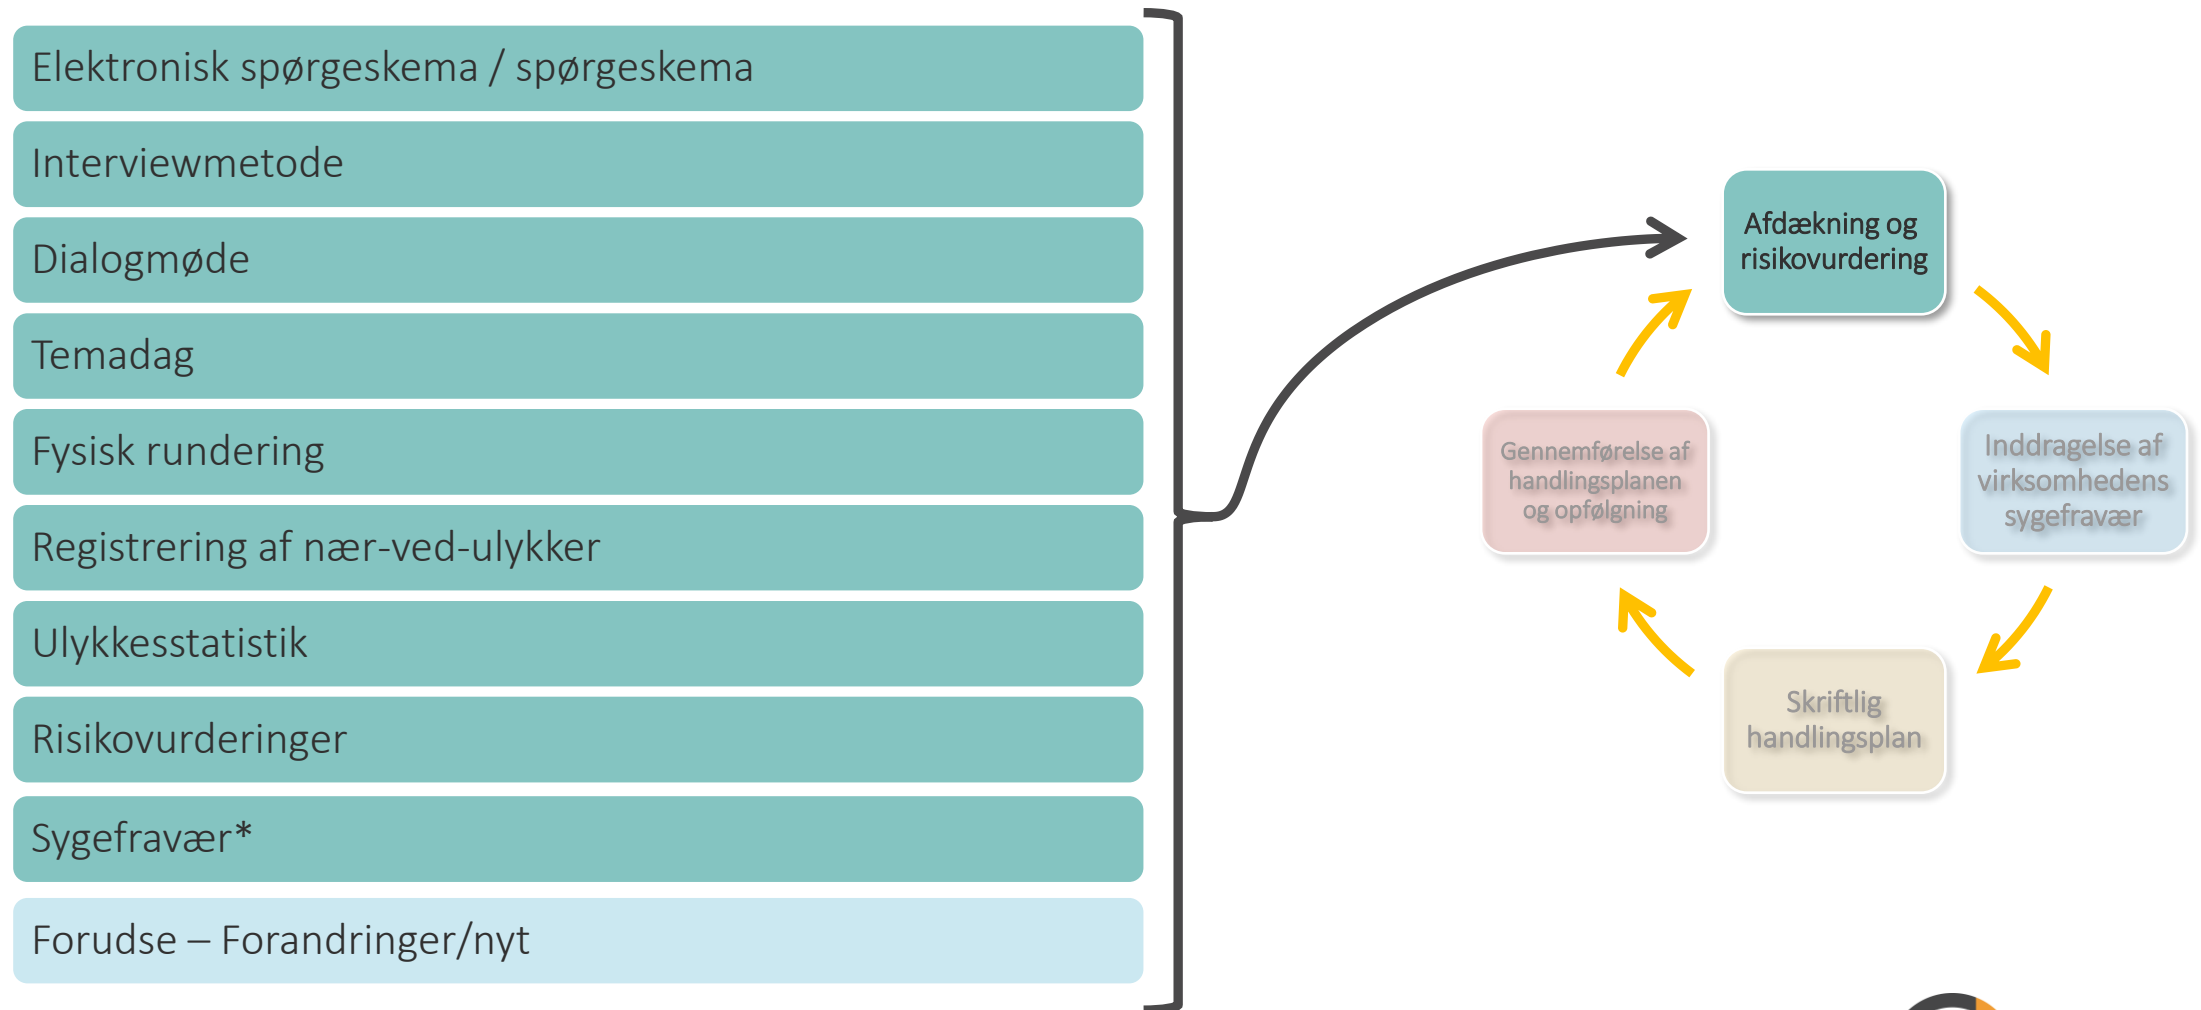 Elektronisk spørgeskema / spørgeskema
Interviewmetode
Dialogmøde
Temadag
Fysisk rundering
Registrering af nær-ved-ulykker
Ulykkesstatistik
Risikovurderinger
Sygefravær*
Forudse – Forandringer/nyt
Afdækning og
risikovurdering
Inddragelse af
virksomhedens
sygefravær
Skriftlig
handlingsplan
Gennemførelse af
handlingsplanen
og opfølgning